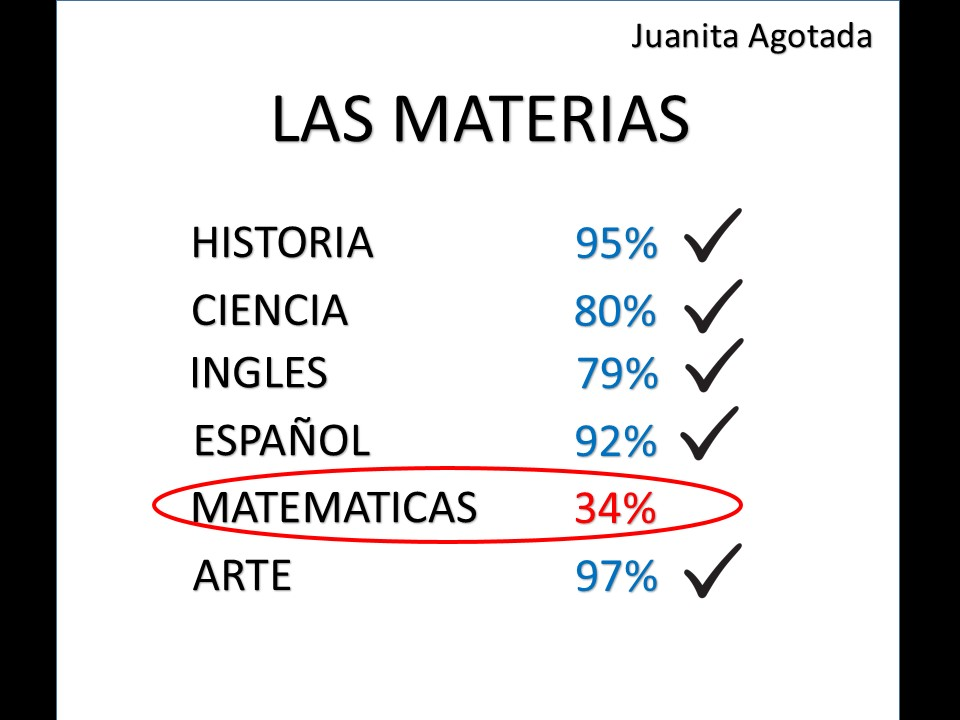 Juanita Agotada
LAS MATERIAS
HISTORIA 95%
CIENCIA 80%
INGLES 79%
ESPAÑOL 92%
MATEMATICAS 34%
ARTE 97%